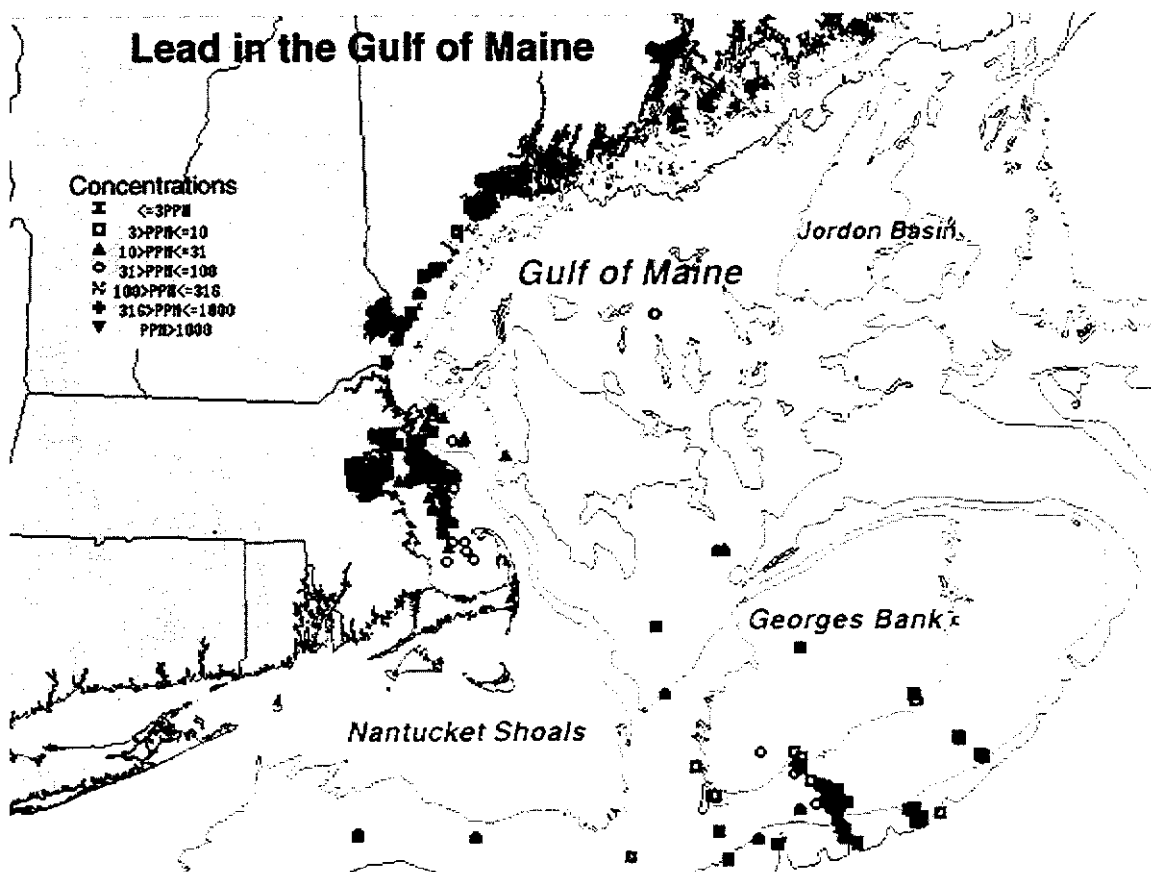 Lead in the Gulf of Maine
Concentrations
<=3PPM
3>PPM<=10
10>PPM<=31
31>PPM<=100
100>PPM<=316
316>PPM<=1000
PPM>1000
Jordon Basin
Gulf of Maine
Georges Bank
Nantucket Shoals